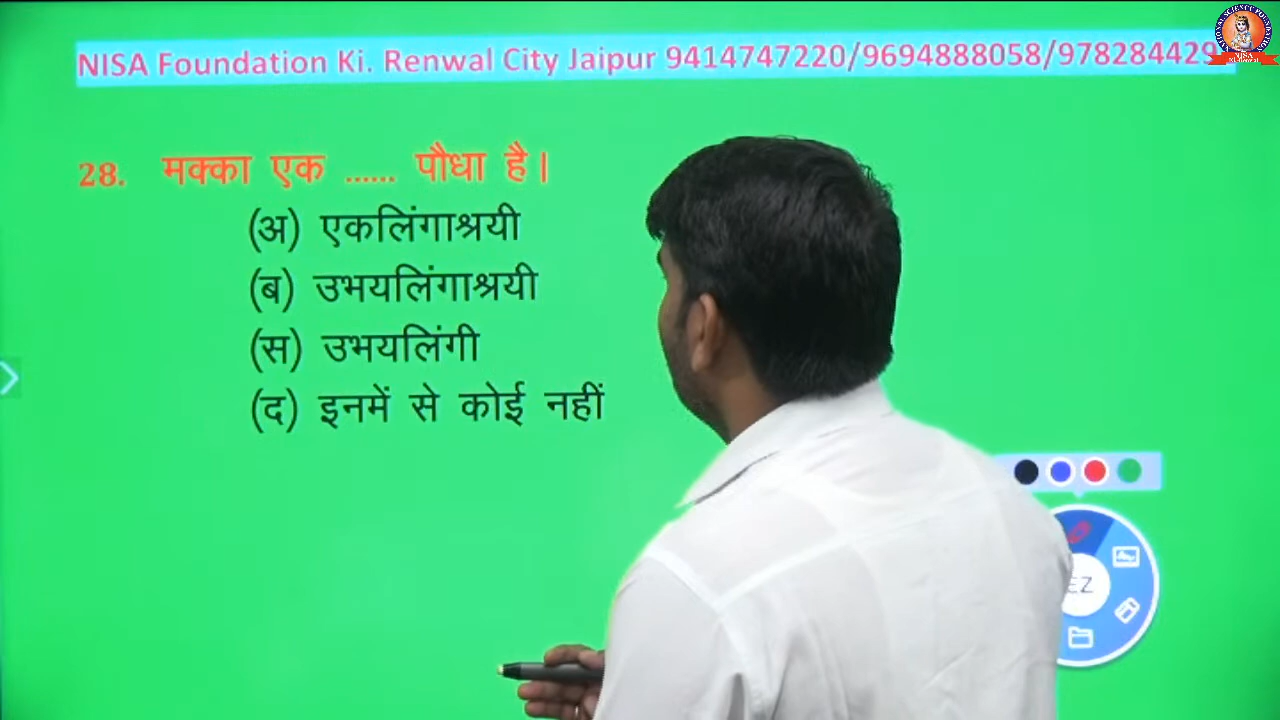 NISA Foundation Ki. Renwal City Jaipur 9414747220/9694888058/978284429
28. मक्का एक ...... पौधा है।
(अ) एकलिंगाश्रयी
(ब) उभयलिंगाश्रयी
(स) उभयलिंगी
(द) इनमें से कोई नहीं
EZ